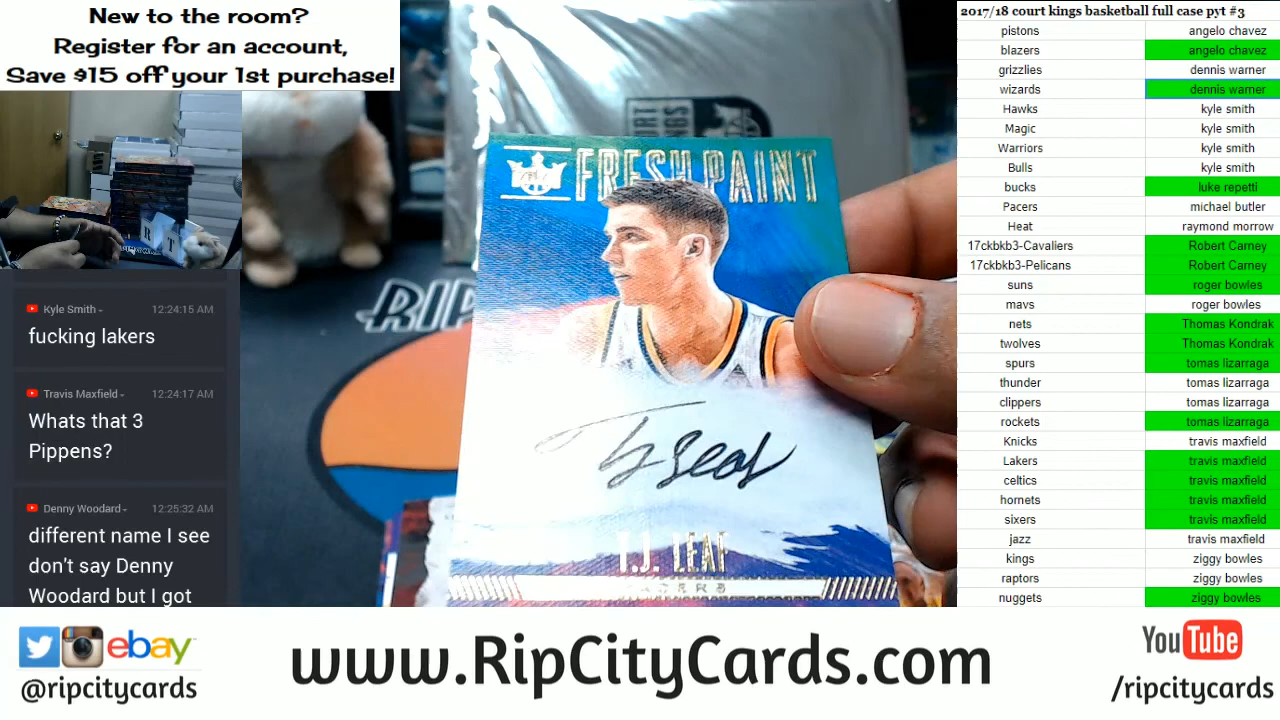 New to the room?
Register for an account,
Save $15 off your 1st purchase!
Kyle Smith
12:24:15 AM
fucking lakers
Travis Maxfield
12:24:17 AM
Whats that 3
Pippens?
Denny Woodard
12:25:32 AM
different name I see
don't say Denny
Woodard but I got
FRESH PAINT
T.J. LEAF
RIP
2017/18 court kings basketball full case pyt #3
pistons angelo chavez
blazers angelo chavez
grizzlies dennis warner
wizards dennis warner
Hawks kyle smith
Magic kyle smith
Warriors kyle smith
Bulls kyle smith
bucks luke repetti
Pacers michael butler
Heat raymond morrow
17ckbkb3-Cavaliers Robert Carney
17ckbkb3-Pelicans Robert Carney
suns roger bowles
mavs roger bowles
nets Thomas Kondrak
twolves Thomas Kondrak
spurs tomas lizarraga
thunder tomas lizarraga
clippers tomas lizarraga
rockets tomas lizarraga
Knicks travis maxfield
Lakers travis maxfield
celtics travis maxfield
hornets travis maxfield
sixers travis maxfield
jazz travis maxfield
kings ziggy bowles
raptors ziggy bowles
nuggets ziggy bowles
ebay
@ripcitycards
www.RipCityCards.com
YouTube
/ripcitycards